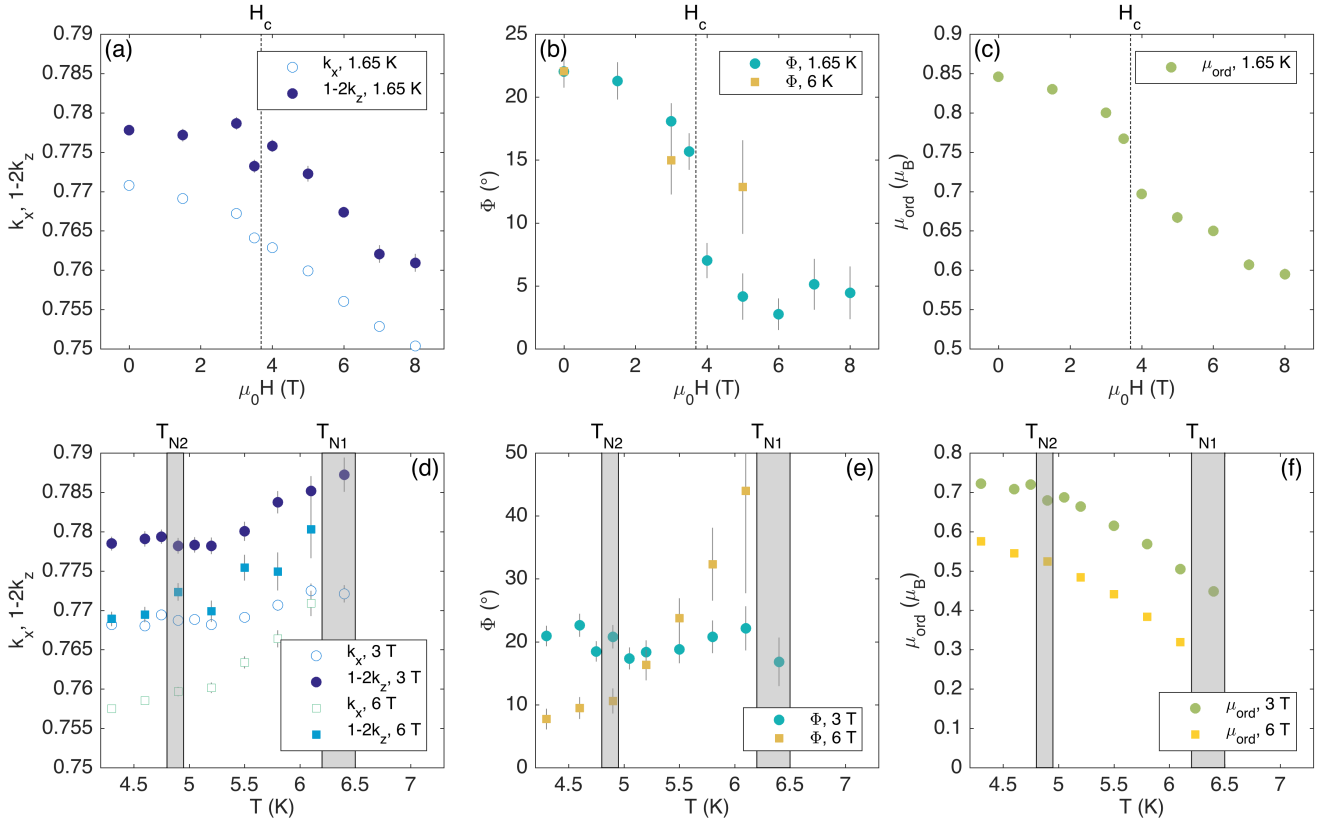 H_c
(a)
k_x, 1.65 K
1-2k_z, 1.65 K
0.79
0.785
0.78
0.775
0.77
0.765
0.76
0.755
0.75
k_x, 1-2k_z
0 2 4 6 8
μ_0H (T)
H_c
(b)
Φ, 1.65 K
Φ, 6 K
25
20
15
10
5
0
Φ (°)
0 2 4 6 8
μ_0H (T)
H_c
(c)
μ_ord, 1.65 K
0.9
0.85
0.8
0.75
0.7
0.65
0.6
0.55
0.5
μ_ord (μ_B)
0 2 4 6 8
μ_0H (T)
T_N2 T_N1
(d)
0.79
0.785
0.78
0.775
0.77
0.765
0.76
0.755
0.75
k_x, 1-2k_z
k_x, 3 T
1-2k_z, 3 T
k_x, 6 T
1-2k_z, 6 T
4.5 5 5.5 6 6.5 7
T (K)
T_N2 T_N1
(e)
50
40
30
20
10
0
Φ (°)
Φ, 3 T
Φ, 6 T
4.5 5 5.5 6 6.5 7
T (K)
T_N2 T_N1
(f)
0.8
0.7
0.6
0.5
0.4
0.3
0.2
0.1
0
μ_ord (μ_B)
μ_ord, 3 T
μ_ord, 6 T
4.5 5 5.5 6 6.5 7
T (K)